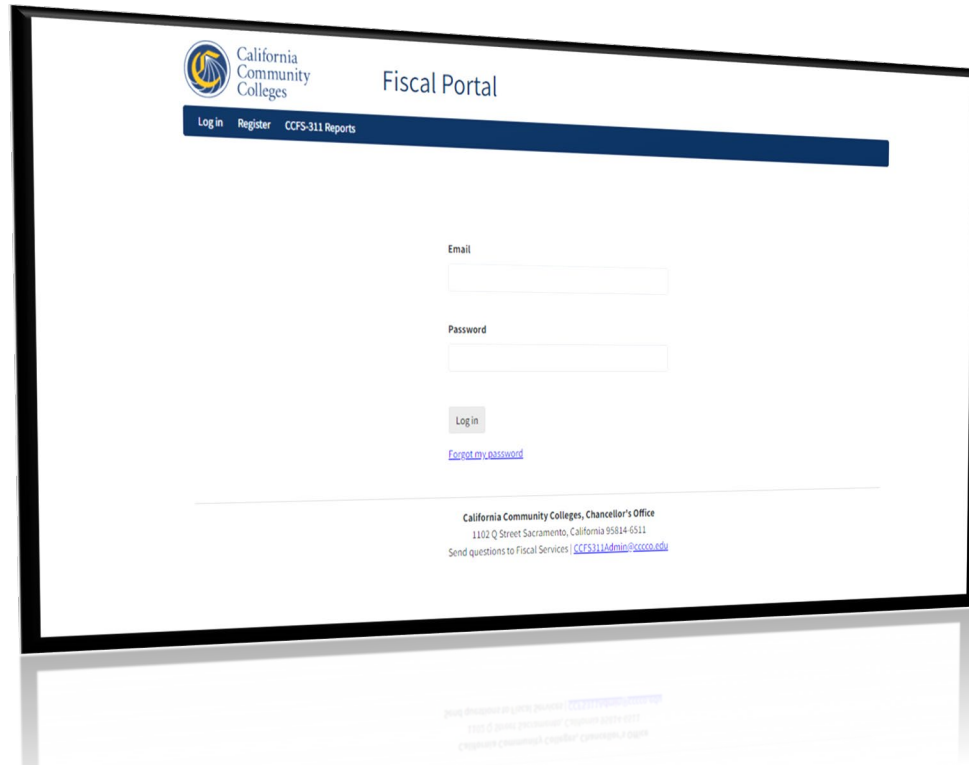 California
Community
Colleges
Fiscal Portal
Log in Register CCFS-311 Reports
Email
Password
Log in
Forgot my password
California Community Colleges, Chancellor's Office
1102 Q Street Sacramento, California 95814-6511
Send questions to Fiscal Services | CCFS311Admin@cccco.edu